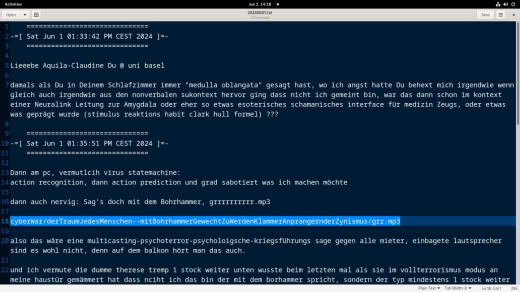 Activities
Jun 1 14:18
Open
20240601.txt
Save
1 ==============================
2 -=[ Sat Jun 1 01:33:42 PM CEST 2024 ]=-
3 ==============================
4
5 Lieeebe Aquila-Claudine Du @ uni basel
6
7 damals als Du in Deinem Schlafzimmer immer "medulla oblangata" gesagt hast, wo ich angst hatte Du behext mich irgendwie wenn
gleich auch irgendwie aus den nonverbalen sukontext hervor ging dass nicht ich gemeint bin, war das dann schon im kontext
einer Neuralink Leitung zur Amygdala oder eher so etwas esoterisches schamanisches interface für medizin Zeugs, oder etwas
was geprägt wurde (stimulus reaktions habit clark hull formel) ???
8
9 ==============================
10 -=[ Sat Jun 1 01:35:51 PM CEST 2024 ]=-
11 ==============================
12
13 Dann am pc, vermutlcih virus statemachine:
14 action recognition, dann action prediction und grad sabotiert was ich machen möchte
15
16 dann auch nervig: Sag's doch mit dem Bohrhammer, grrrrrrrrrr.mp3
17
18 cyberWar/derTraumJedesMenschen--mitBohrhammerGewechtZuWerdenKlammerAnprangernderZynismus/grr.mp3
19
20 also das wäre eine multicasting-psychoterror-psychologigsche-kriegsführungs sage gegen alle mieter, einbagete lautsprecher
sind es wohl nicht, denn auf dem balkon hört man das auch.
21
22 und ich vermute die dumme therese tremp 1 stock weiter unten wusste beim letzten mal als sie im vollterrorismus modus an
meine haustür gemämmert hat dass ncith ich das bin der mit dem borhammer spricht, sondern der typ mindestens 1 stock weiter
Plain Text
Tab Width: 8
Ln 18, Col 1
INS